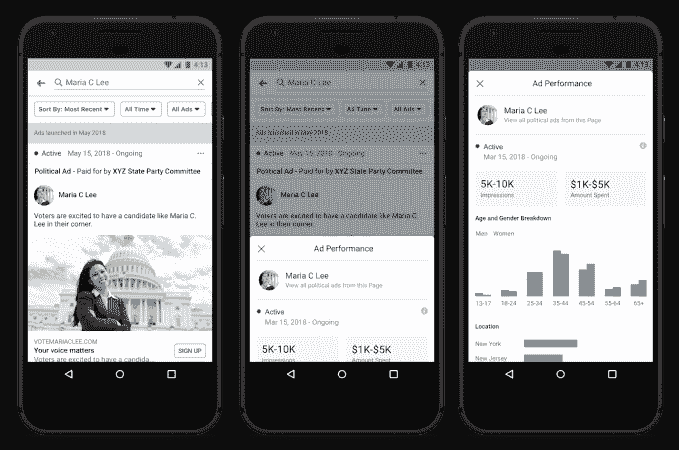 4:13
Maria C Lee
Sort By: Most Recent
All Time
All Ads
Ads launched in May 2018
Active May 15, 2018 - Ongoing
Political Ad - Paid for by XYZ State Party Committee
Maria C Lee
Voters are excited to have a candidate like Maria C.
Lee in their corner.
VOTEMARIACLEE.COM
Your voice matters
Voters are excited to have a candida...
SIGN UP
4:13
Maria C Lee
Sort By: Most Recent
All Time
All Ads
Ads launched in May 2018
Active May 15, 2018 - Ongoing
Political Ad - Paid for by XYZ State Party Committee
Maria C Lee
Voters are excited to have a candidate like Maria C.
Lee in their corner.
Ad Performance
Maria C Lee
View all political ads from this Page
Active
Mar 15, 2018 - Ongoing
5K-10K
Impressions
$1K-$5K
Amount Spent
4:13
Ad Performance
Maria C Lee
View all political ads from this Page
Active
Mar 15, 2018 - Ongoing
5K-10K
Impressions
$1K-$5K
Amount Spent
Age and Gender Breakdown
Men Women
13-17 18-24 25-34 35-44 45-54 55-64 65+
Location
New York
New Jersey